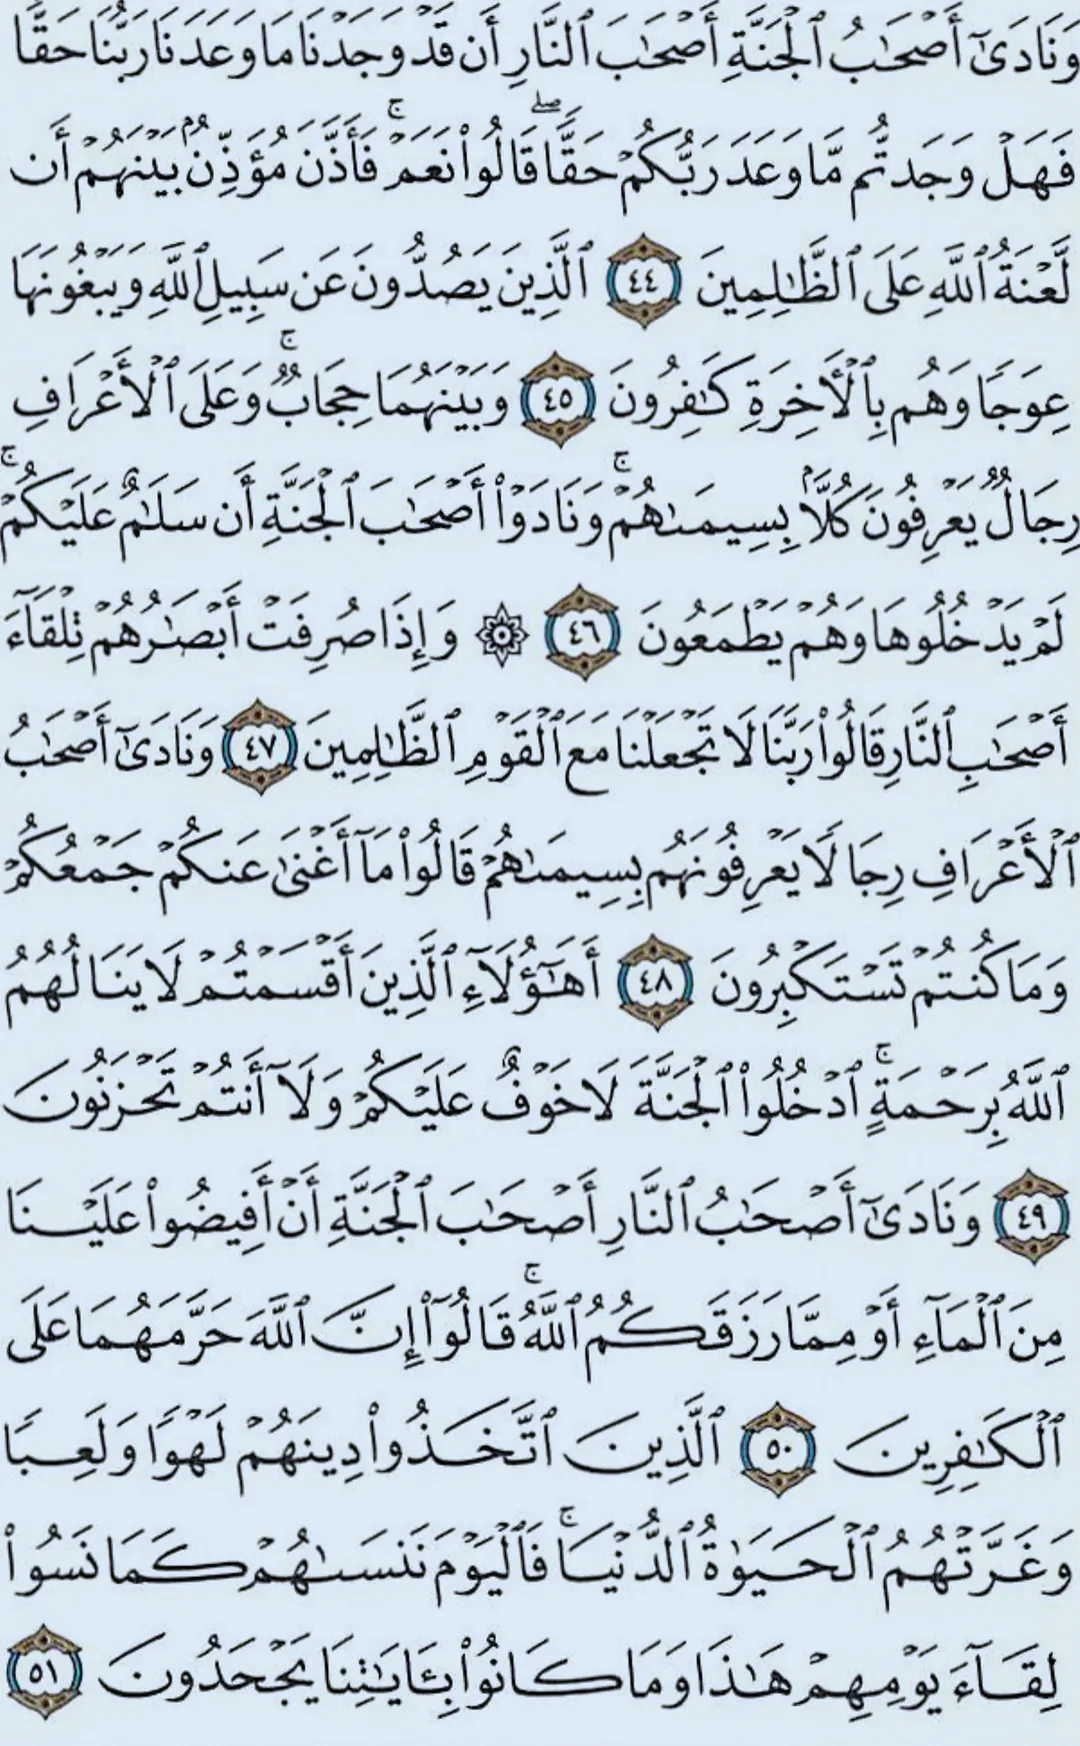 وَنَادَىٰٓ أَصْحَٰبُ ٱلْجَنَّةِ أَصْحَٰبَ ٱلنَّارِ أَن قَدْ وَجَدْنَا مَا وَعَدَنَا رَبُّنَا حَقًّا
فَهَلْ وَجَدتُّم مَّا وَعَدَ رَبُّكُمْ حَقًّا ۖ قَالُوا۟ نَعَمْ ۚ فَأَذَّنَ مُؤَذِّنٌۢ بَيْنَهُمْ أَن
لَّعْنَةُ ٱللَّهِ عَلَى ٱلظَّٰلِمِينَ ٤٤ ٱلَّذِينَ يَصُدُّونَ عَن سَبِيلِ ٱللَّهِ وَيَبْغُونَهَا
عِوَجًا وَهُم بِٱلْأَخِرَةِ كَٰفِرُونَ ٤٥ وَبَيْنَهُمَا حِجَابٌ ۚ وَعَلَى ٱلْأَعْرَافِ
رِجَالٌ يَعْرِفُونَ كُلًّۢا بِسِيمَىٰهُمْ ۚ وَنَادَوْا۟ أَصْحَٰبَ ٱلْجَنَّةِ أَن سَلَٰمٌ عَلَيْكُمْ ۚ
لَمْ يَدْخُلُوهَا وَهُمْ يَطْمَعُونَ ٤٦ ۞ وَإِذَا صُرِفَتْ أَبْصَٰرُهُمْ تِلْقَآءَ
أَصْحَٰبِ ٱلنَّارِ قَالُوا۟ رَبَّنَا لَا تَجْعَلْنَا مَعَ ٱلْقَوْمِ ٱلظَّٰلِمِينَ ٤٧ وَنَادَىٰٓ أَصْحَٰبُ
ٱلْأَعْرَافِ رِجَالًا يَعْرِفُونَهُم بِسِيمَىٰهُمْ قَالُوا۟ مَآ أَغْنَىٰ عَنكُمْ جَمْعُكُمْ
وَمَا كُنتُمْ تَسْتَكْبِرُونَ ٤٨ أَهَٰٓؤُلَآءِ ٱلَّذِينَ أَقْسَمْتُمْ لَا يَنَالُهُمُ
ٱللَّهُ بِرَحْمَةٍ ۚ ٱدْخُلُوا۟ ٱلْجَنَّةَ لَا خَوْفٌ عَلَيْكُمْ وَلَآ أَنتُمْ تَحْزَنُونَ
٤٩ وَنَادَىٰٓ أَصْحَٰبُ ٱلنَّارِ أَصْحَٰبَ ٱلْجَنَّةِ أَنْ أَفِيضُوا۟ عَلَيْنَا
مِنَ ٱلْمَآءِ أَوْ مِمَّا رَزَقَكُمُ ٱللَّهُ ۚ قَالُوٓا۟ إِنَّ ٱللَّهَ حَرَّمَهُمَا عَلَى
ٱلْكَٰفِرِينَ ٥٠ ٱلَّذِينَ ٱتَّخَذُوا۟ دِينَهُمْ لَهْوًا وَلَعِبًا
وَغَرَّتْهُمُ ٱلْحَيَوٰةُ ٱلدُّنْيَا ۚ فَٱلْيَوْمَ نَنسَىٰهُمْ كَمَا نَسُوا۟
لِقَآءَ يَوْمِهِمْ هَٰذَا وَمَا كَانُوا۟ بِـَٔايَٰتِنَا يَجْحَدُونَ ٥١